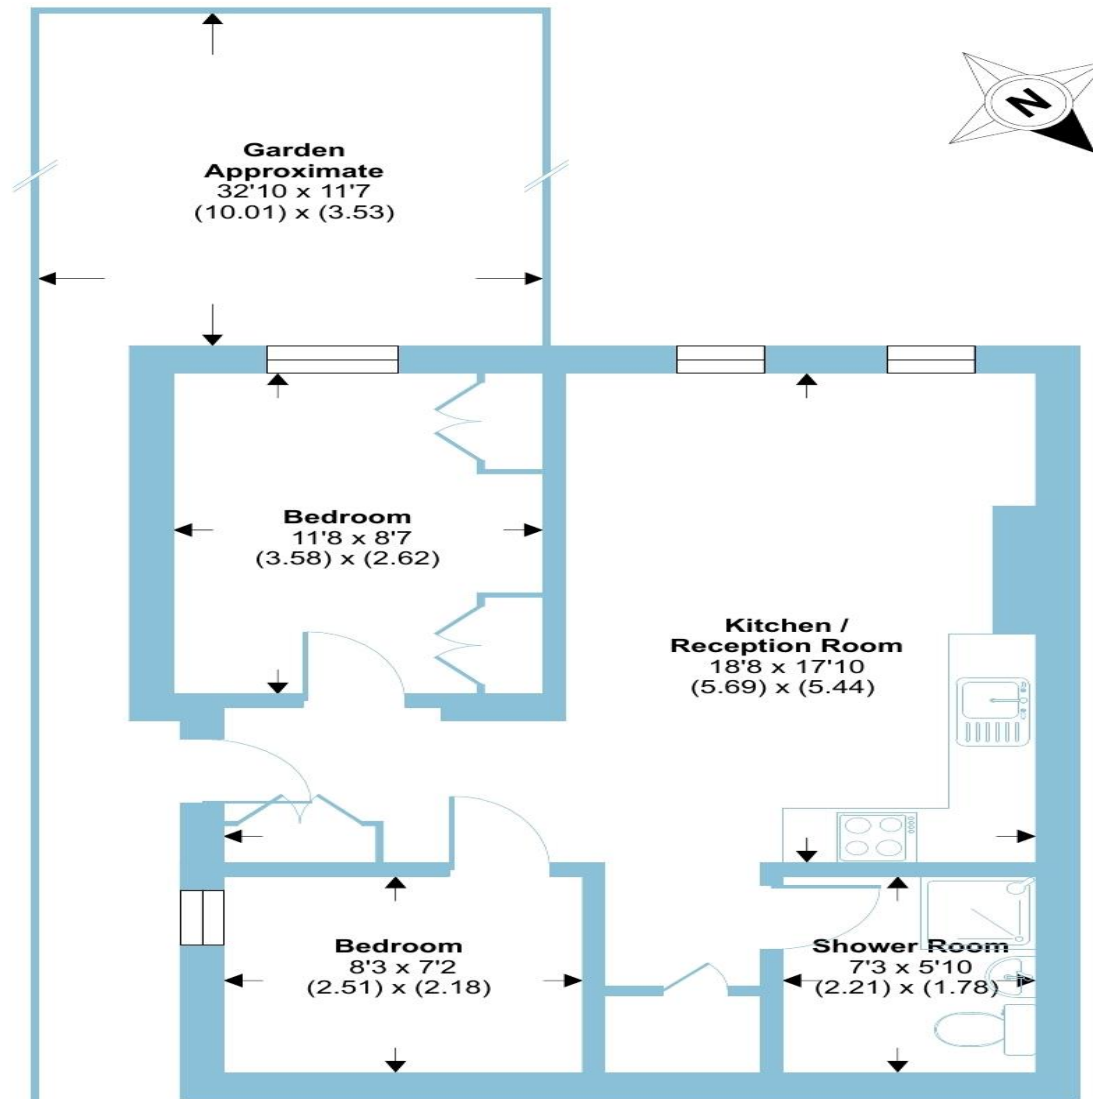 N
Garden
Approximate
32'10 x 11'7
(10.01) x (3.53)
Bedroom
11'8 x 8'7
(3.58) x (2.62)
Kitchen /
Reception Room
18'8 x 17'10
(5.69) x (5.44)
Bedroom
8'3 x 7'2
(2.51) x (2.18)
Shower Room
7'3 x 5'10
(2.21) x (1.78)